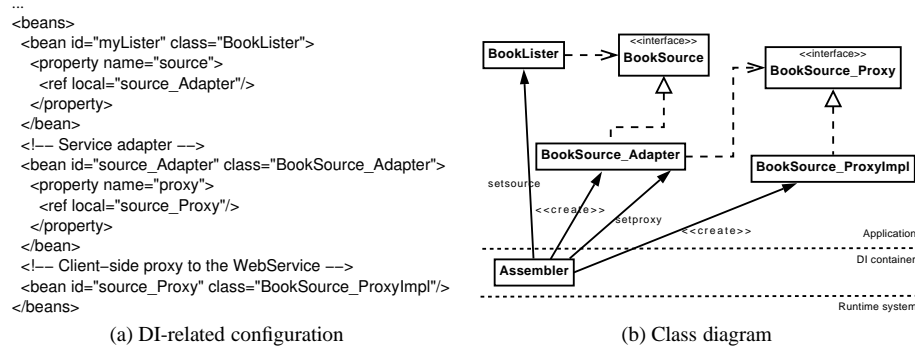 ...
<beans>
<bean id="myLister" class="BookLister">
<property name="source">
<ref local="source_Adapter"/>
</property>
</bean>
<!−− Service adapter −−>
<bean id="source_Adapter" class="BookSource_Adapter">
<property name="proxy">
<ref local="source_Proxy"/>
</property>
</bean>
<!−− Client−side proxy to the WebService −−>
<bean id="source_Proxy" class="BookSource_ProxyImpl"/>
</beans>
(a) DI-related configuration
BookLister
<<interface>>
BookSource
<<interface>>
BookSource_Proxy
BookSource_Adapter
BookSource_ProxyImpl
setsource
<<create>>
setproxy
<<create>>
Application
Assembler
DI container
Runtime system
(b) Class diagram